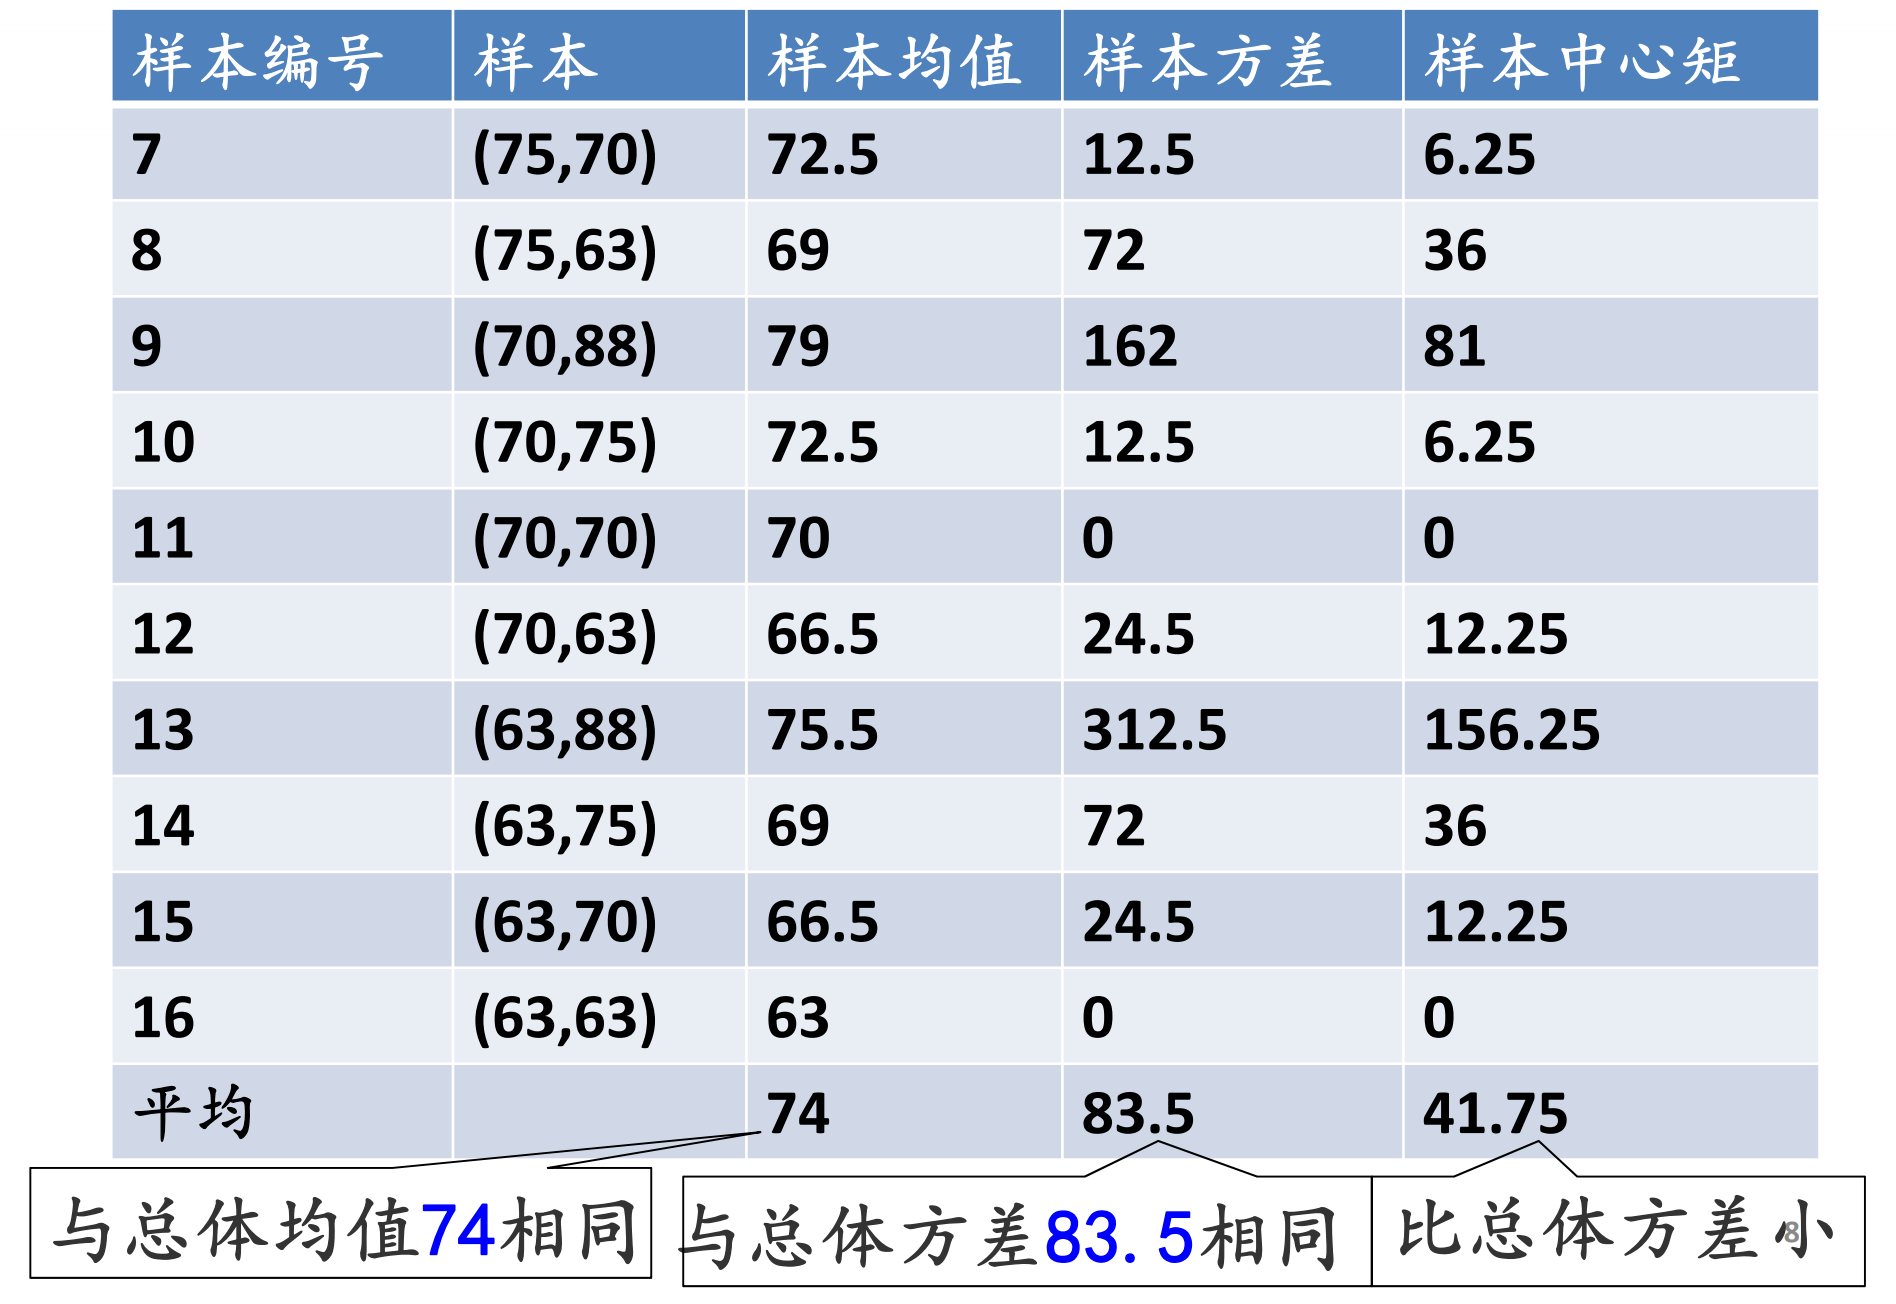 样本编号 样本 样本均值 样本方差 样本中心矩
7 (75,70) 72.5 12.5 6.25
8 (75,63) 69 72 36
9 (70,88) 79 162 81
10 (70,75) 72.5 12.5 6.25
11 (70,70) 70 0 0
12 (70,63) 66.5 24.5 12.25
13 (63,88) 75.5 312.5 156.25
14 (63,75) 69 72 36
15 (63,70) 66.5 24.5 12.25
16 (63,63) 63 0 0
平均 74 83.5 41.75
与总体均值74相同
与总体方差83.5相同
比总体方差小
8